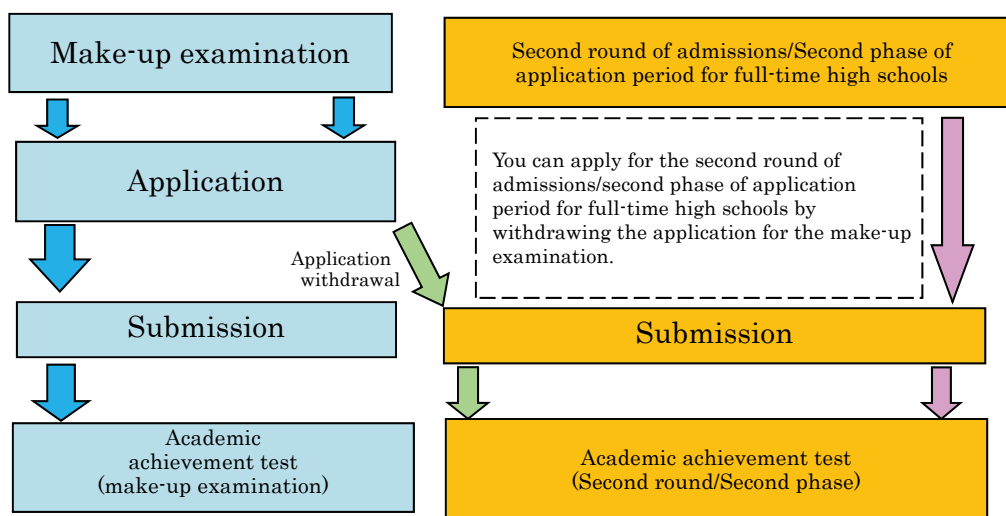 Make-up examination
Second round of admissions/Second phase of
application period for full-time high schools
Application
You can apply for the second round of
admissions/second phase of application
period for full-time high schools by
withdrawing the application for the make-up
examination.
Application
withdrawal
Submission
Submission
Academic
achievement test
(make-up examination)
Academic achievement test
(Second round/Second phase)